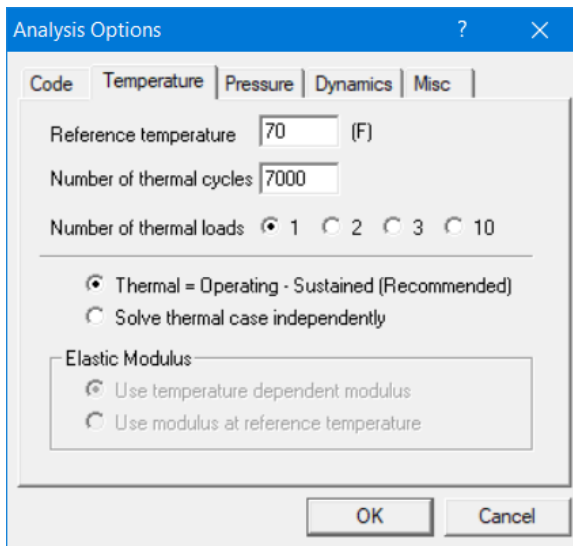 Analysis Options ?
Code Temperature Pressure Dynamics Misc
Reference temperature 70 (F)
Number of thermal cycles 7000
Number of thermal loads 1 2 3 10
Thermal = Operating - Sustained (Recommended)
Solve thermal case independently
Elastic Modulus
Use temperature dependent modulus
Use modulus at reference temperature
OK Cancel